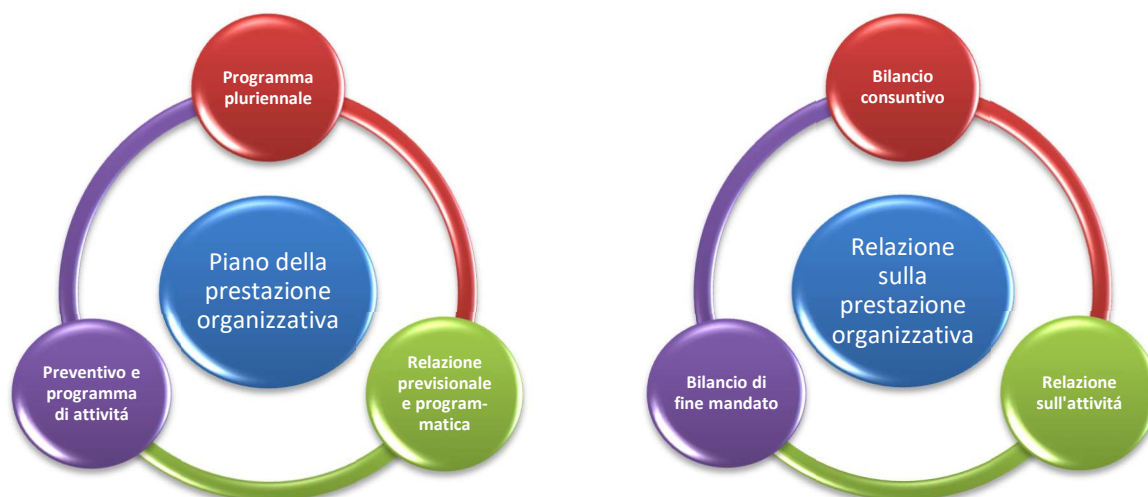 Programma
pluriennale
Piano della
prestazione
organizzativa
Preventivo e
programma
di attivitá
Relazione
previsionale
e program-
matica
Bilancio
consuntivo
Relazione
sulla
prestazione
organizzativa
Bilancio di
fine mandato
Relazione
sull'attivitá